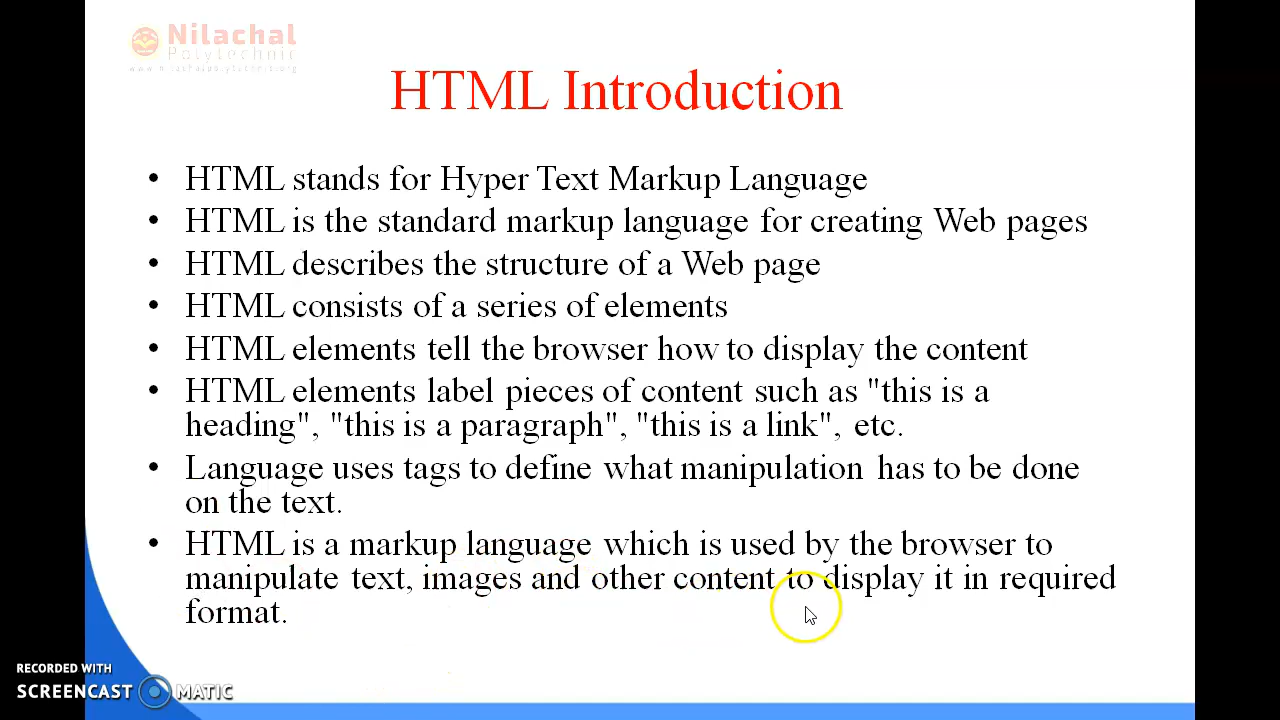 Nilachal
Polytechnic
HTML Introduction
• HTML stands for Hyper Text Markup Language
• HTML is the standard markup language for creating Web pages
• HTML describes the structure of a Web page
• HTML consists of a series of elements
• HTML elements tell the browser how to display the content
• HTML elements label pieces of content such as "this is a
heading", "this is a paragraph", "this is a link", etc.
• Language uses tags to define what manipulation has to be done
on the text.
• HTML is a markup language which is used by the browser to
manipulate text, images and other content to display it in required
format.
RECORDED WITH
SCREENCAST MATIC